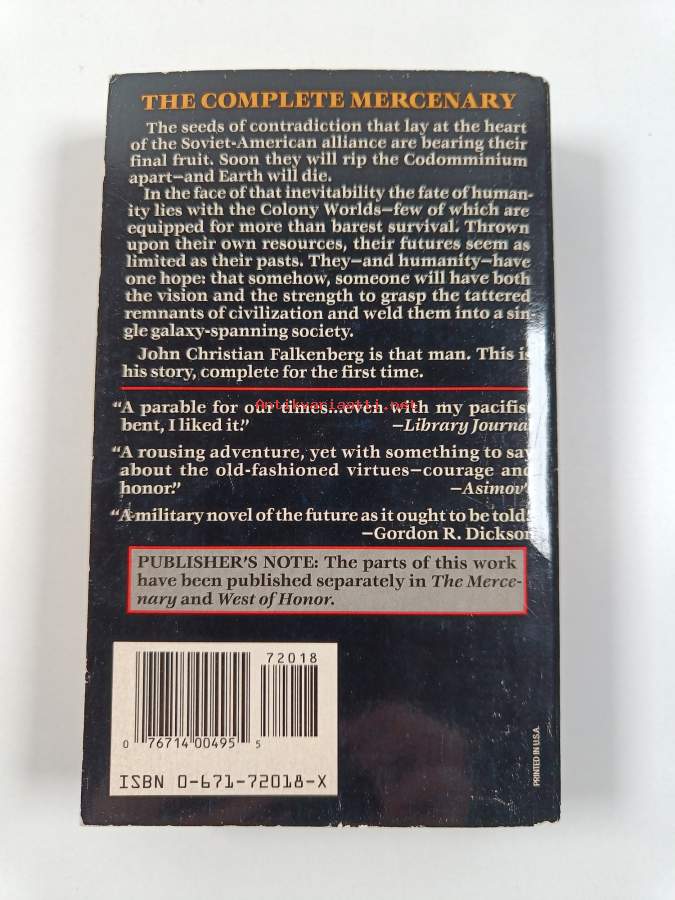 THE COMPLETE MERCENARY
The seeds of contradiction that lay at the heart
of the Soviet-American alliance are bearing their
final fruit. Soon they will rip the Codomminium
apart—and Earth will die.
In the face of that inevitability the fate of human-
ity lies with the Colony Worlds—few of which are
equipped for more than barest survival. Thrown
upon their own resources, their futures seem as
limited as their pasts. They—and humanity—have
one hope: that somehow, someone will have both
the vision and the strength to grasp the tattered
remnants of civilization and weld them into a sin
gle galaxy-spanning society.
John Christian Falkenberg is that man. This is
his story, complete for the first time.
Antikvariaatti.net
“A parable for our times...even with my pacifist
bent, I liked it.” —Library Journal
“A rousing adventure, yet with something to say
about the old-fashioned virtues—courage and
honor.” —Asimov's
“A military novel of the future as it ought to be told.”
—Gordon R. Dickson
PUBLISHER'S NOTE: The parts of this work
have been published separately in The Merce-
nary and West of Honor.
72018
0 76714 00495 5
ISBN 0-671-72018-X
PRINTED IN U.S.A.